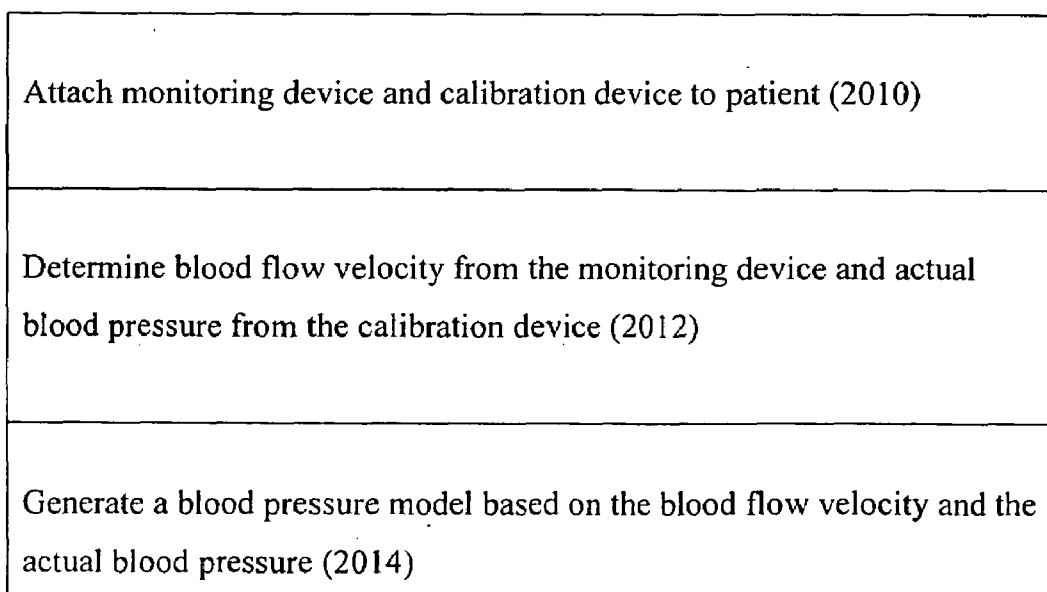 Attach monitoring device and calibration device to patient (2010)
Determine blood flow velocity from the monitoring device and actual
blood pressure from the calibration device (2012)
Generate a blood pressure model based on the blood flow velocity and the
actual blood pressure (2014)